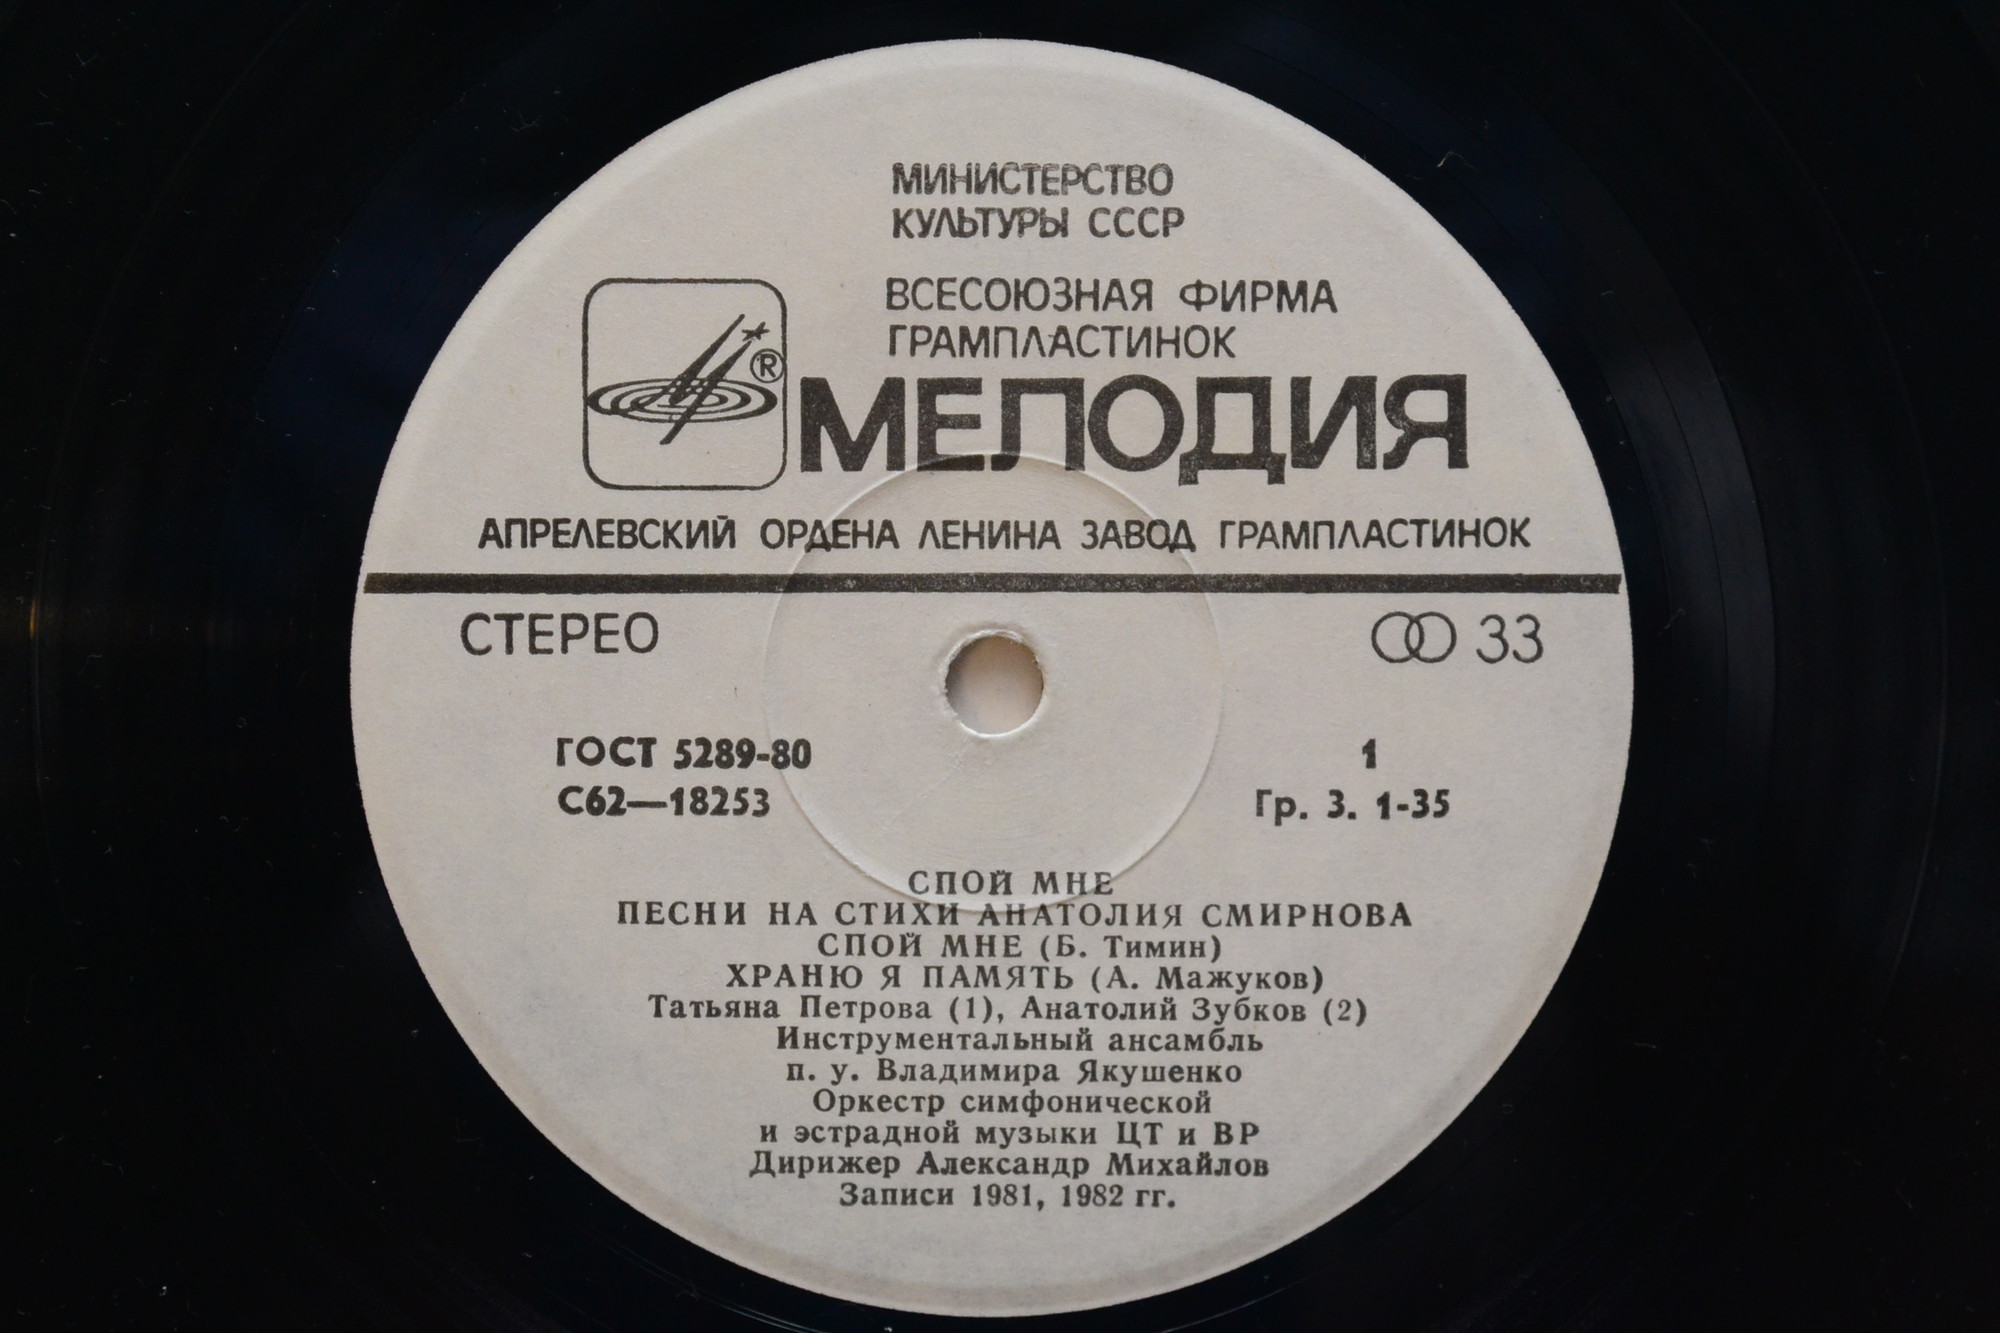 МИНИСТЕРСТВО
КУЛЬТУРЫ СССР
ВСЕСОЮЗНАЯ ФИРМА
ГРАМПЛАСТИНОК
®
МЕЛОДИЯ
АПРЕЛЕВСКИЙ ОРДЕНА ЛЕНИНА ЗАВОД ГРАМПЛАСТИНОК
СТЕРЕО 33
ГОСТ 5289-80 1
С62—18253 Гр. 3. 1-35
СПОЙ МНЕ
ПЕСНИ НА СТИХИ АНАТОЛИЯ СМИРНОВА
СПОЙ МНЕ (Б. Тимин)
ХРАНЮ Я ПАМЯТЬ (А. Мажуков)
Татьяна Петрова (1), Анатолий Зубков (2)
Инструментальный ансамбль
п. у. Владимира Якушенко
Оркестр симфонической
и эстрадной музыки ЦТ и ВР
Дирижер Александр Михайлов
Записи 1981, 1982 гг.